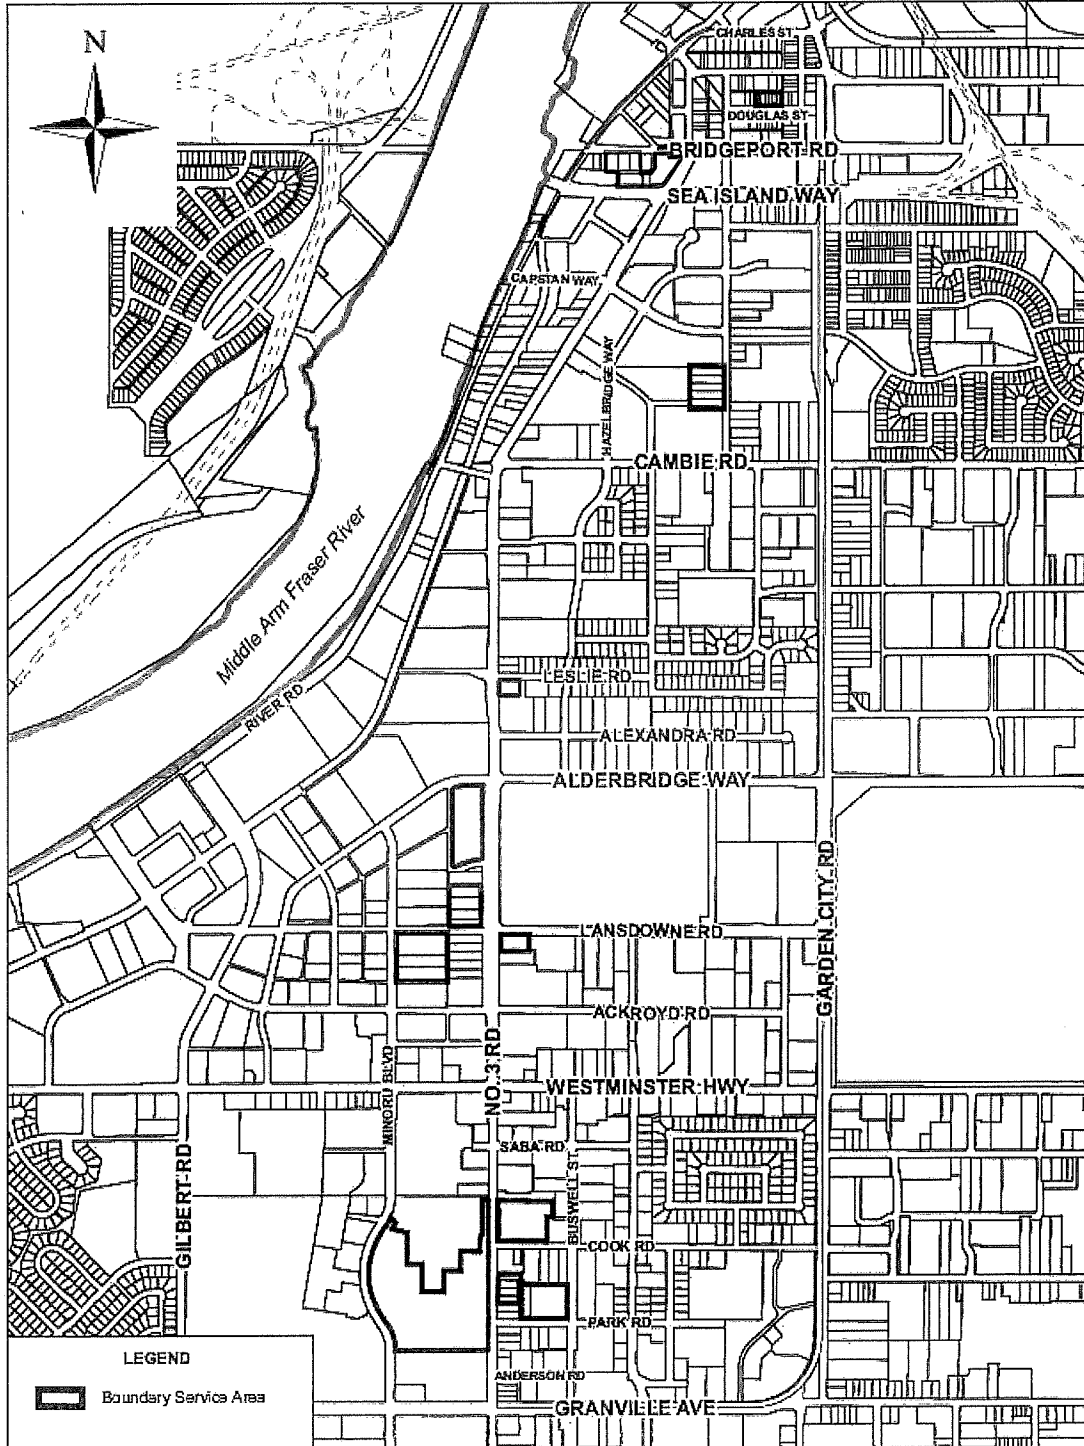 N
CHARLES ST
DOUGLAS ST
BRIDGEPORT RD
SEA ISLAND WAY
CAPSTAN WAY
HAZELBRIDGE WAY
CAMBIE RD
Middle Arm Fraser River
LESLIE RD
RIVER RD
ALEXANDRA RD
ALDERBRIDGE WAY
GARDEN CITY RD
LANSDOWNE RD
ACKROYD RD
NO. 3 RD
MINORU BLVD
WESTMINSTER HWY
SABA RD
GILBERT RD
BUSWELL ST
COOK RD
PARK RD
LEGEND
Boundary Service Area
ANDERSON RD
GRANVILLE AVE